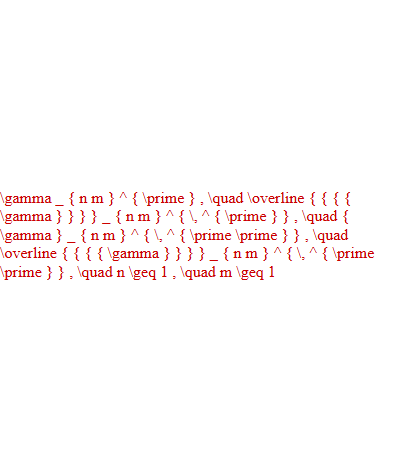 \gamma _ { n m } ^ { \prime } , \quad \overline { { { {
\gamma } } } } _ { n m } ^ { \, ^ { \prime } } , \quad {
\gamma } _ { n m } ^ { \, ^ { \prime \prime } } , \quad
\overline { { { { \gamma } } } } _ { n m } ^ { \, ^ { \prime
\prime } } , \quad n \geq 1 , \quad m \geq 1